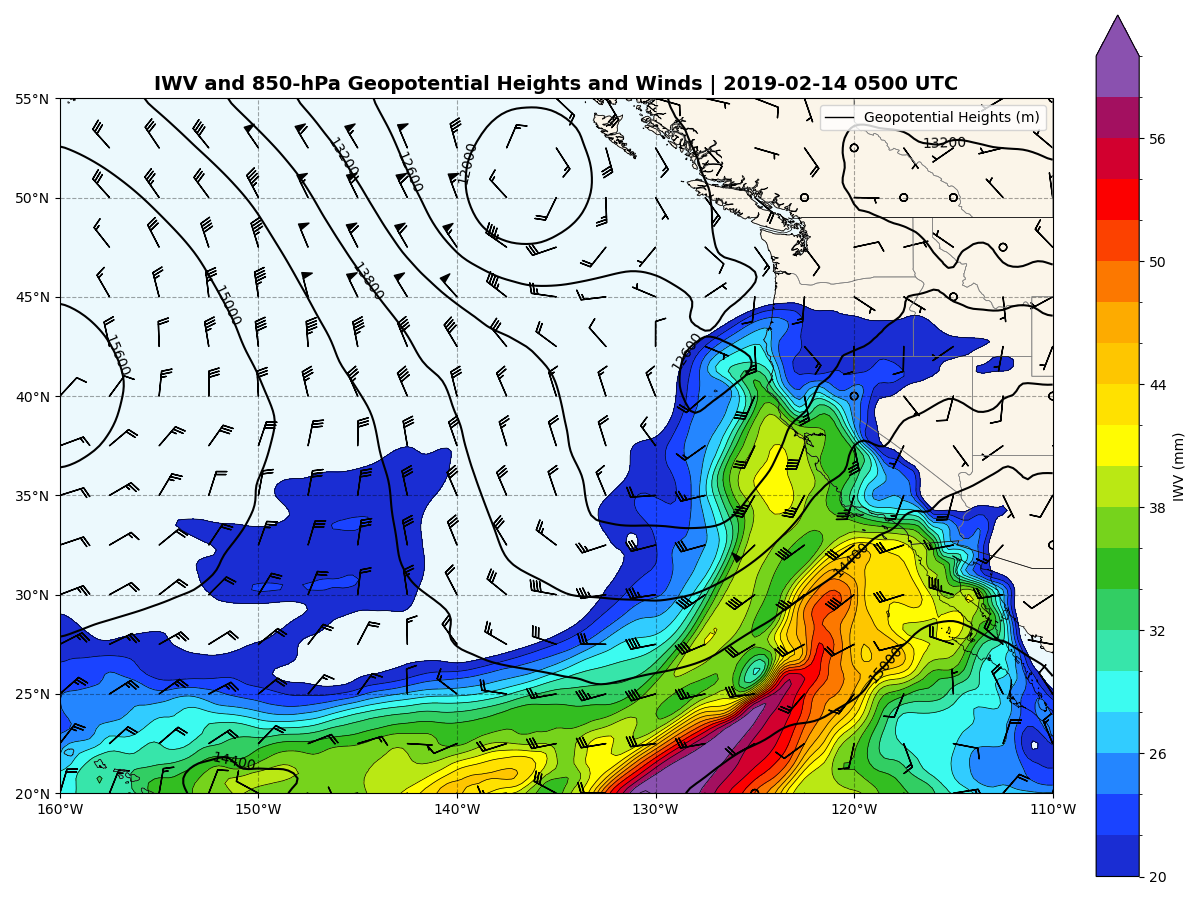 IWV and 850-hPa Geopotential Heights and Winds | 2019-02-14 0500 UTC
Geopotential Heights (m)
55°N
50°N
45°N
40°N
35°N
30°N
25°N
20°N
160°W
150°W
140°W
130°W
120°W
110°W
12000
12600
13200
13800
15000
15600
13200
12600
14400
15000
14400
56
50
44
38
32
26
20
IWV (mm)